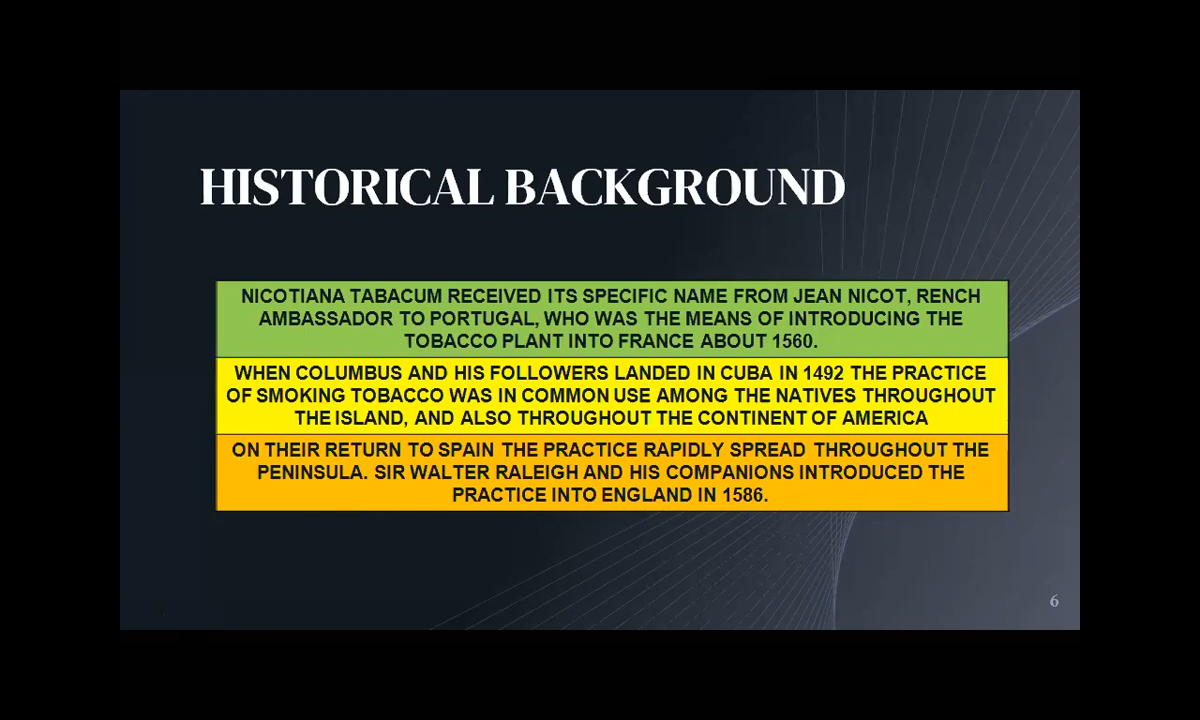 HISTORICAL BACKGROUND
NICOTIANA TABACUM RECEIVED ITS SPECIFIC NAME FROM JEAN NICOT, RENCH
AMBASSADOR TO PORTUGAL, WHO WAS THE MEANS OF INTRODUCING THE
TOBACCO PLANT INTO FRANCE ABOUT 1560.
WHEN COLUMBUS AND HIS FOLLOWERS LANDED IN CUBA IN 1492 THE PRACTICE
OF SMOKING TOBACCO WAS IN COMMON USE AMONG THE NATIVES THROUGHOUT
THE ISLAND, AND ALSO THROUGHOUT THE CONTINENT OF AMERICA
ON THEIR RETURN TO SPAIN THE PRACTICE RAPIDLY SPREAD THROUGHOUT THE
PENINSULA. SIR WALTER RALEIGH AND HIS COMPANIONS INTRODUCED THE
PRACTICE INTO ENGLAND IN 1586.
6